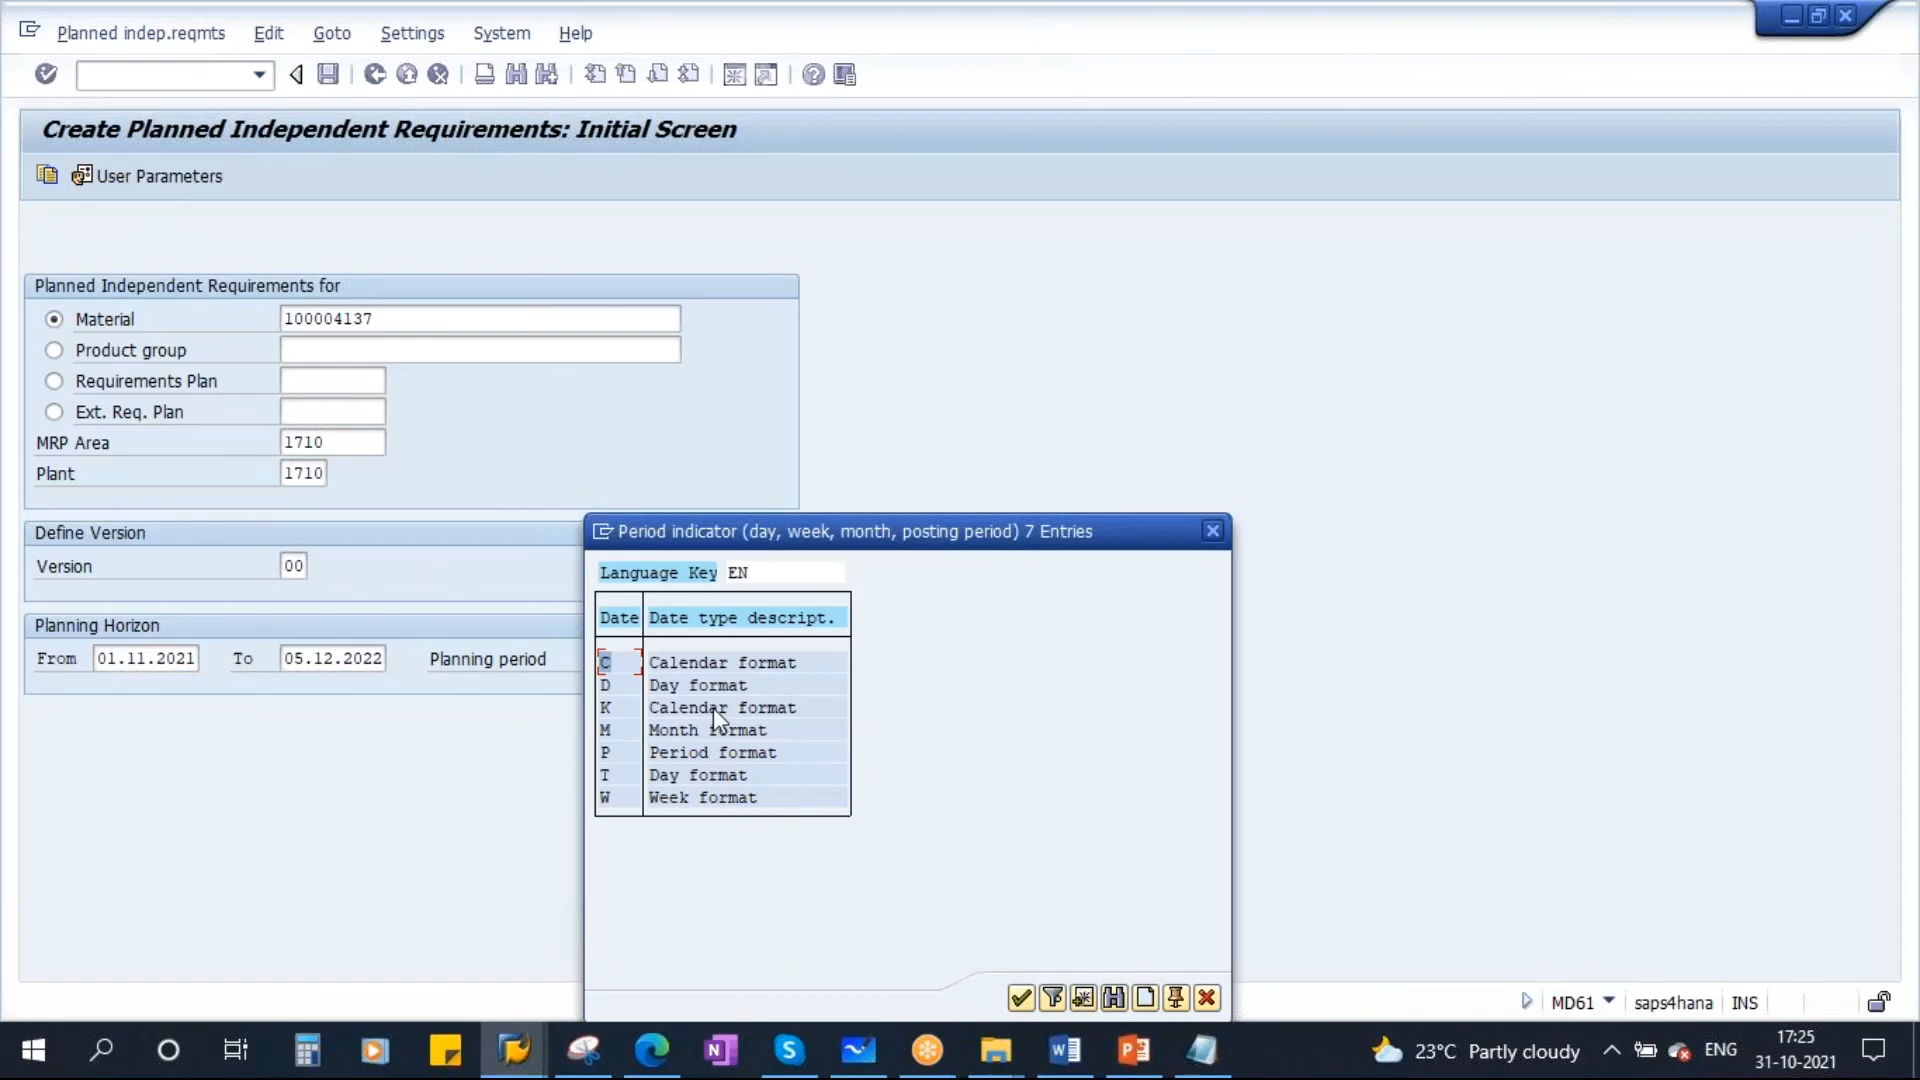 Planned indep.reqmts Edit Goto Settings System Help
Create Planned Independent Requirements: Initial Screen
User Parameters
Planned Independent Requirements for
Material 100004137
Product group
Requirements Plan
Ext. Req. Plan
MRP Area 1710
Plant 1710
Define Version
Version 00
Planning Horizon
From 01.11.2021 To 05.12.2022 Planning period
Period indicator (day, week, month, posting period) 7 Entries
Language Key EN
Date Date type descript.
C Calendar format
D Day format
K Calendar format
M Month format
P Period format
T Day format
W Week format
MD61 saps4hana INS
23°C Partly cloudy ENG 17:25
31-10-2021